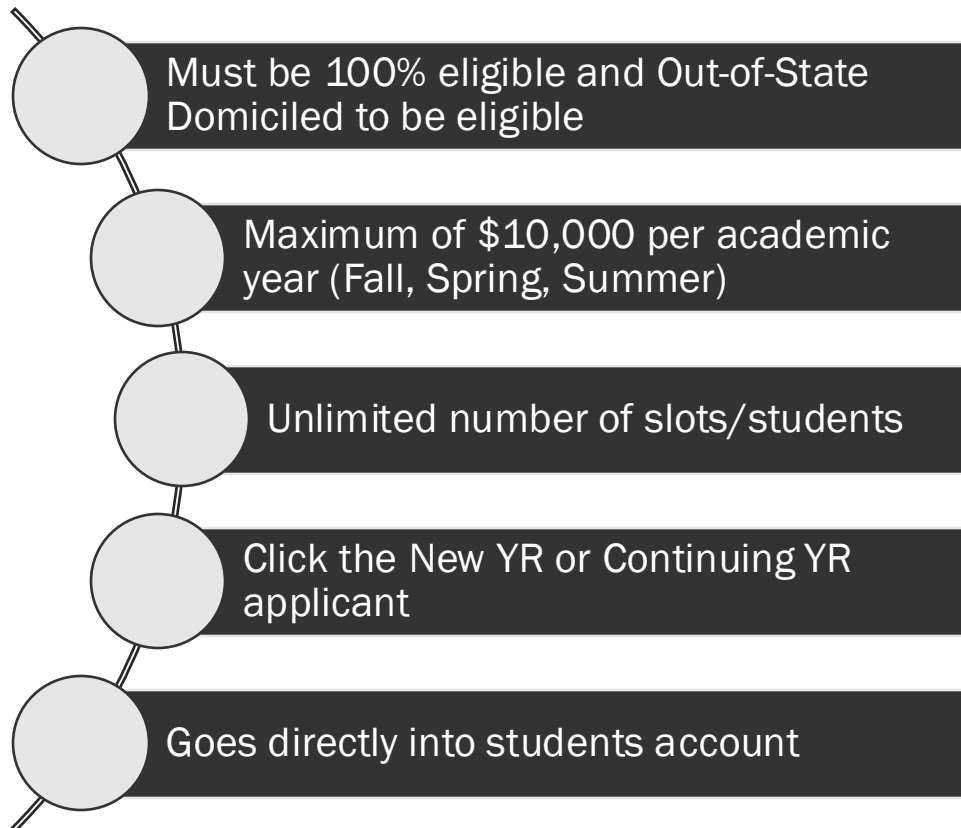 Must be 100% eligible and Out-of-State
Domiciled to be eligible
Maximum of $10,000 per academic
year (Fall, Spring, Summer)
Unlimited number of slots/students
Click the New YR or Continuing YR
applicant
Goes directly into students account